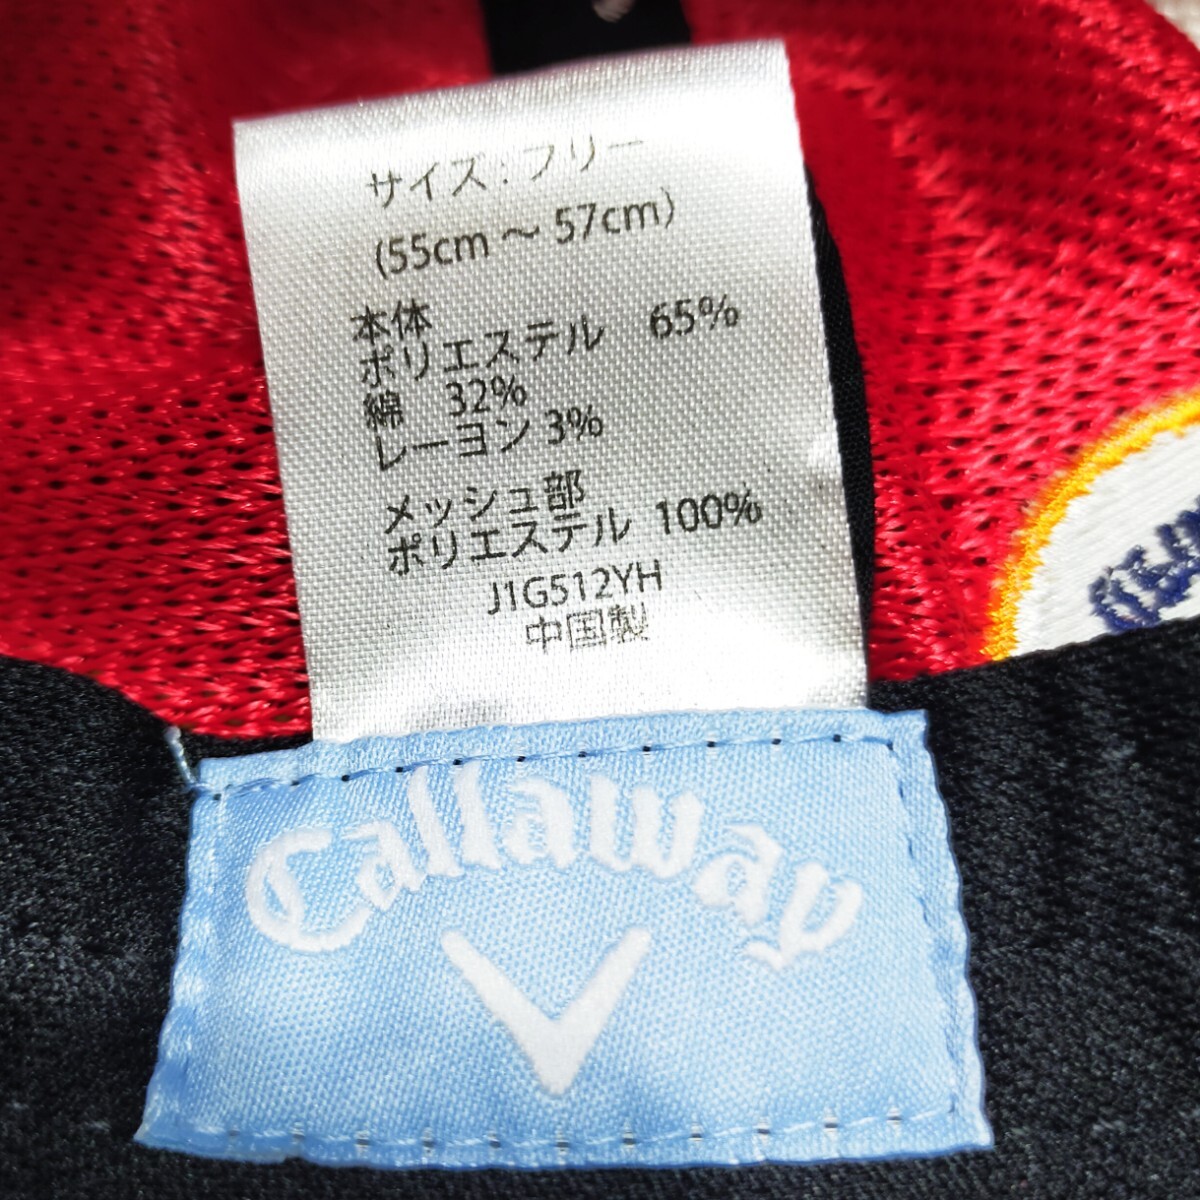 サイズ : フリー
(55cm ～ 57cm)
本体
ポリエステル 65%
綿 32%
レーヨン 3%
メッシュ部
ポリエステル 100%
J1G512YH
中国製
Callaway